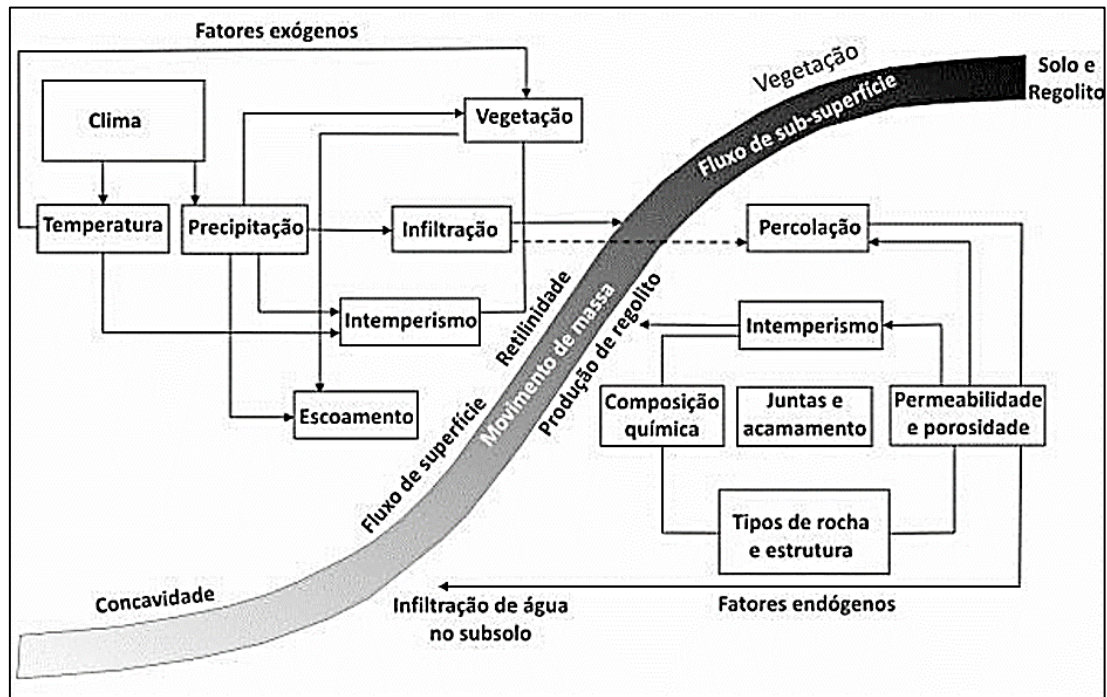 Fatores exógenos
Clima
Vegetação
Temperatura
Precipitação
Infiltração
Intemperismo
Escoamento
Vegetação
Solo e
Regolito
Fluxo de sub-superfície
Retilinidade
Movimento de massa
Produção de regolito
Fluxo de superfície
Concavidade
Percolação
Intemperismo
Composição
química
Juntas e
acamamento
Permeabilidade
e porosidade
Tipos de rocha
e estrutura
Infiltração de água
no subsolo
Fatores endógenos